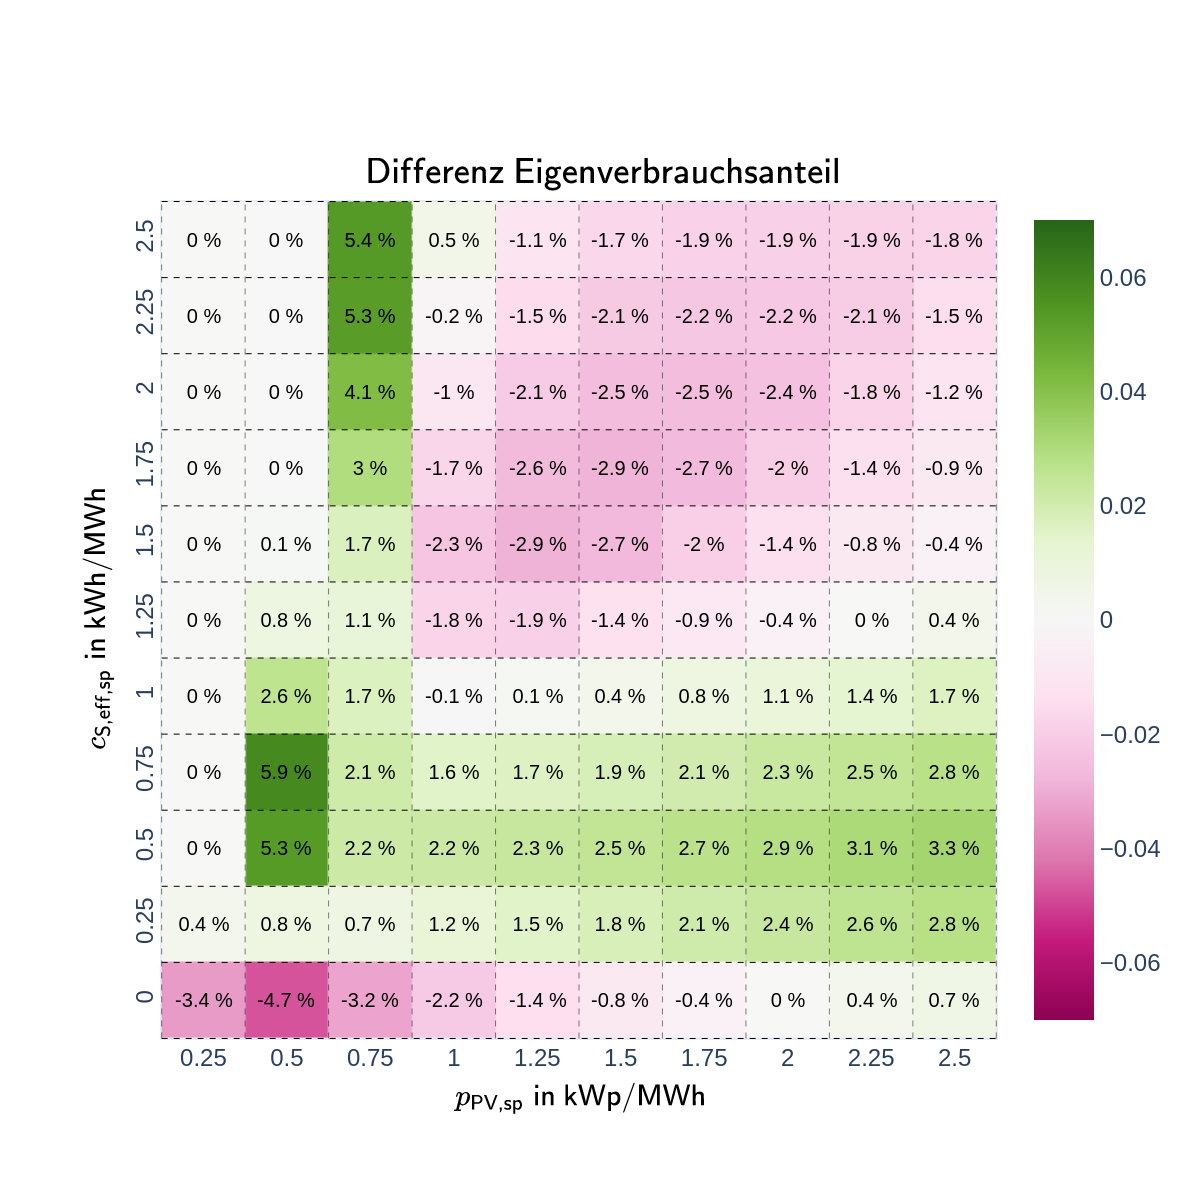 Differenz Eigenverbrauchsanteil
2.5 0 % 0 % 5.4 % 0.5 % -1.1 % -1.7 % -1.9 % -1.9 % -1.9 % -1.8 %
2.25 0 % 0 % 5.3 % -0.2 % -1.5 % -2.1 % -2.2 % -2.2 % -2.1 % -1.5 %
2 0 % 0 % 4.1 % -1 % -2.1 % -2.5 % -2.5 % -2.4 % -1.8 % -1.2 %
1.75 0 % 0 % 3 % -1.7 % -2.6 % -2.9 % -2.7 % -2 % -1.4 % -0.9 %
1.5 0 % 0.1 % 1.7 % -2.3 % -2.9 % -2.7 % -2 % -1.4 % -0.8 % -0.4 %
1.25 0 % 0.8 % 1.1 % -1.8 % -1.9 % -1.4 % -0.9 % -0.4 % 0 % 0.4 %
1 0 % 2.6 % 1.7 % -0.1 % 0.1 % 0.4 % 0.8 % 1.1 % 1.4 % 1.7 %
0.75 0 % 5.9 % 2.1 % 1.6 % 1.7 % 1.9 % 2.1 % 2.3 % 2.5 % 2.8 %
0.5 0 % 5.3 % 2.2 % 2.2 % 2.3 % 2.5 % 2.7 % 2.9 % 3.1 % 3.3 %
0.25 0.4 % 0.8 % 0.7 % 1.2 % 1.5 % 1.8 % 2.1 % 2.4 % 2.6 % 2.8 %
0 -3.4 % -4.7 % -3.2 % -2.2 % -1.4 % -0.8 % -0.4 % 0 % 0.4 % 0.7 %
0.25 0.5 0.75 1 1.25 1.5 1.75 2 2.25 2.5
p PV,sp in kWp/MWh
c S,eff,sp in kWh/MWh
0.06
0.04
0.02
0
−0.02
−0.04
−0.06